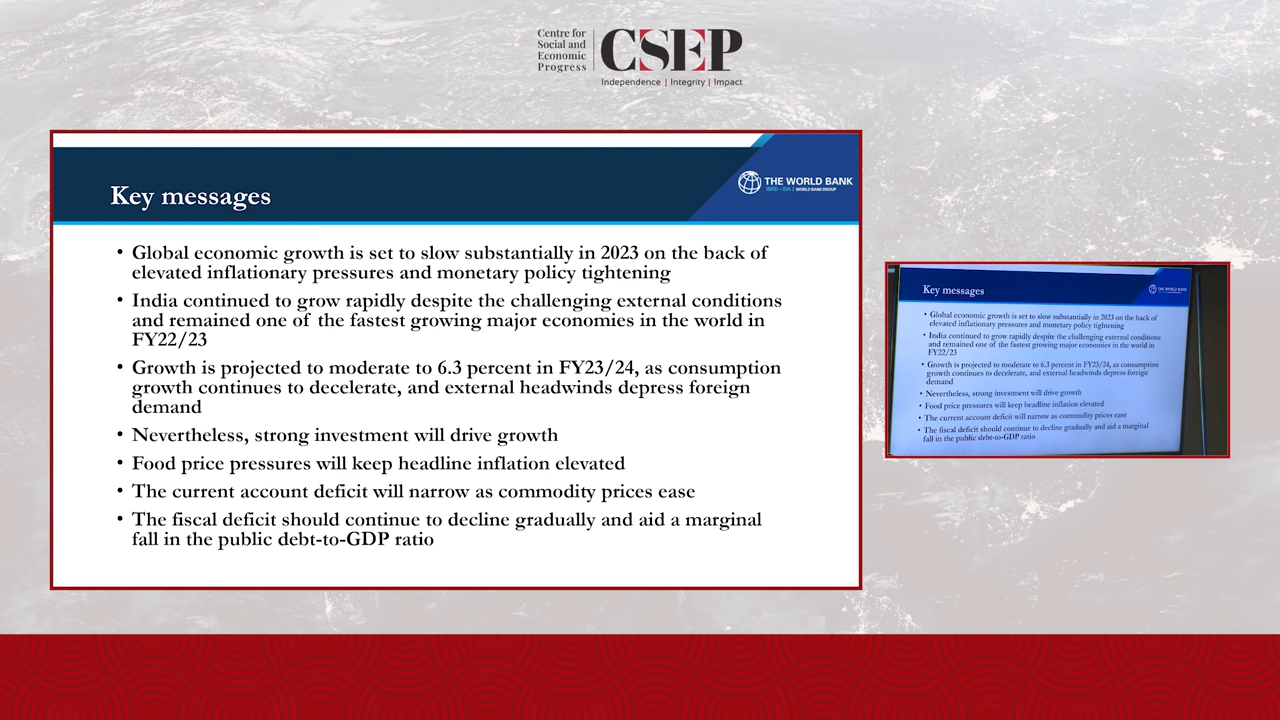 Centre for
Social and
Economic
Progress
CSEP
Independence | Integrity | Impact
Key messages
THE WORLD BANK
IBRD • IDA | WORLD BANK GROUP
• Global economic growth is set to slow substantially in 2023 on the back of
elevated inflationary pressures and monetary policy tightening
• India continued to grow rapidly despite the challenging external conditions
and remained one of the fastest growing major economies in the world in
FY22/23
• Growth is projected to moderate to 6.3 percent in FY23/24, as consumption
growth continues to decelerate, and external headwinds depress foreign
demand
• Nevertheless, strong investment will drive growth
• Food price pressures will keep headline inflation elevated
• The current account deficit will narrow as commodity prices ease
• The fiscal deficit should continue to decline gradually and aid a marginal
fall in the public debt-to-GDP ratio
Key messages
THE WORLD BANK
• Global economic growth is set to slow substantially in 2023 on the back of
elevated inflationary pressures and monetary policy tightening
• India continued to grow rapidly despite the challenging external conditions
and remained one of the fastest growing major economies in the world in
FY22/23
• Growth is projected to moderate to 6.3 percent in FY23/24, as consumption
growth continues to decelerate, and external headwinds depress foreign
demand
• Nevertheless, strong investment will drive growth
• Food price pressures will keep headline inflation elevated
• The current account deficit will narrow as commodity prices ease
• The fiscal deficit should continue to decline gradually and aid a marginal
fall in the public debt-to-GDP ratio